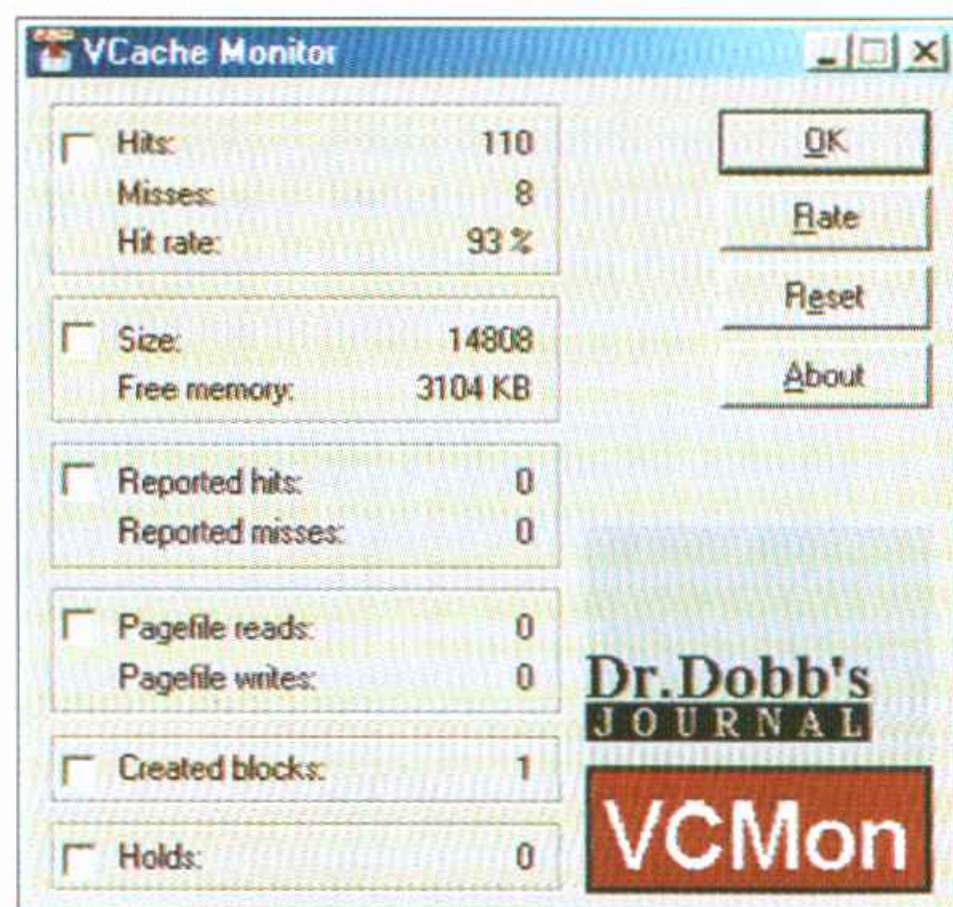 VCache Monitor
Hits: 110
Misses: 8
Hit rate: 93 %
Size: 14808
Free memory: 3104 KB
Reported hits: 0
Reported misses: 0
Pagefile reads: 0
Pagefile writes: 0
Created blocks: 1
Holds: 0
OK
Rate
Reset
About
Dr.Dobb's
JOURNAL
VCMon